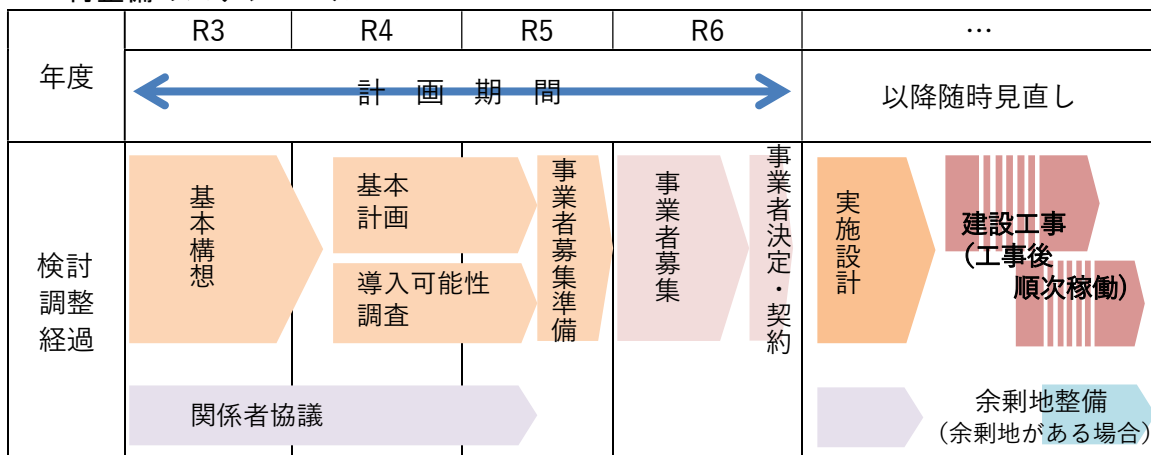 R3 R4 R5 R6 …
年度
計画期間
以降随時見直し
検討
調整
経過
基本構想
基本
計画
導入可能性
調査
事業者募集準備
事業者募集
事業者決定・契約
実施設計
建設工事
（工事後
順次稼働）
関係者協議
余剰地整備
（余剰地がある場合）